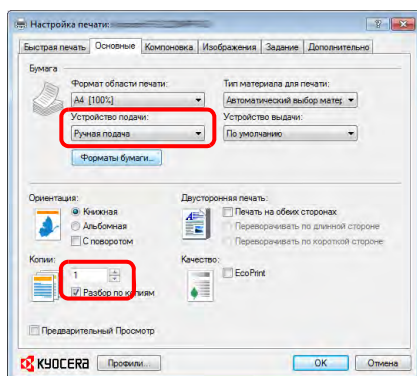 Настройка печати:
Быстрая печать Основные Компоновка Изображения Задание Дополнительно
Бумага
Формат области печати: Тип материала для печати:
A4 [100%] Автоматический выбор матер
Устройство подачи: Устройство выдачи:
Ручная подача По умолчанию
Форматы бумаги...
Ориентация: Двусторонняя печать:
Книжная Печать на обеих сторонах
Альбомная Переворачивать по длинной стороне
С поворотом Переворачивать по короткой стороне
Копии: Качество:
1 EcoPrint
Разбор по копиям
Предварительный Просмотр
KYOCERA Профили... OK Отмена